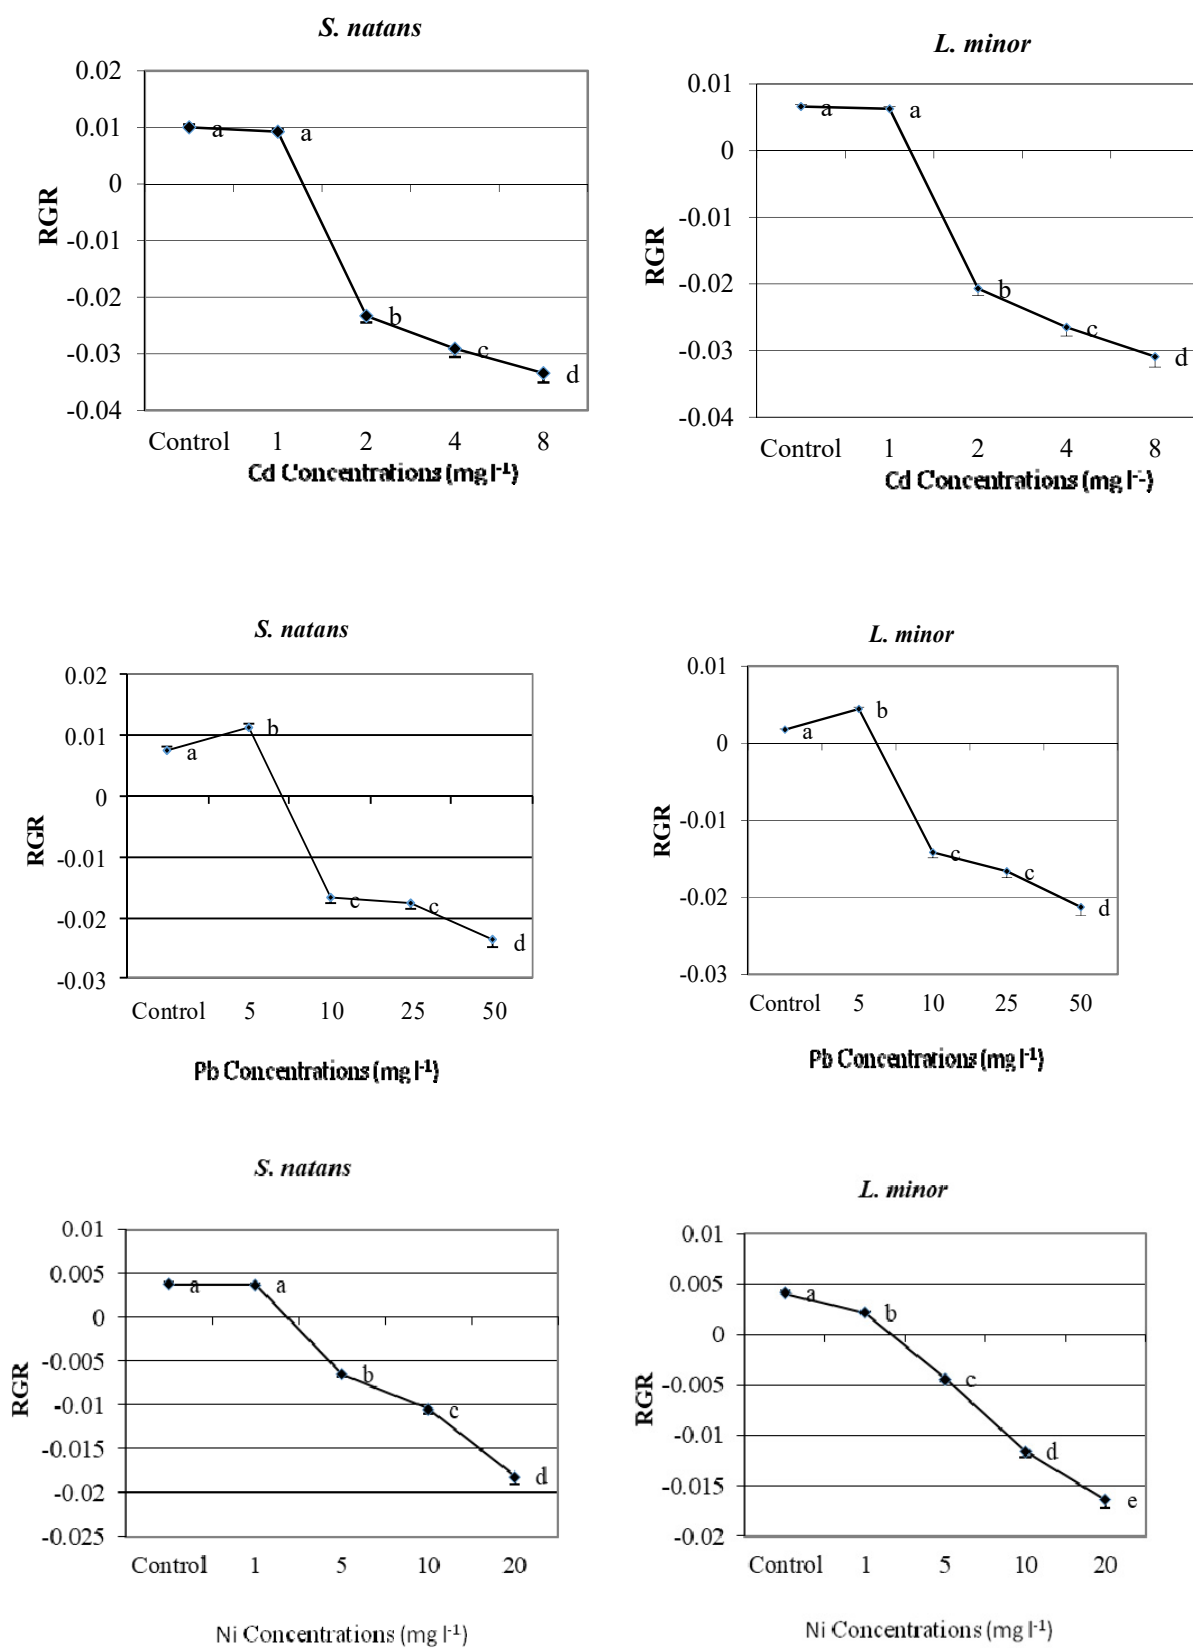 S. natans
0.02
0.01
0
-0.01
-0.02
-0.03
-0.04
RGR
a
a
b
c
d
Control 1 2 4 8
Cd Concentrations (mg l-1)
L. minor
0.01
0
-0.01
-0.02
-0.03
-0.04
RGR
a
a
b
c
d
Control 1 2 4 8
Cd Concentrations (mg l-1)
S. natans
0.02
0.01
0
-0.01
-0.02
-0.03
RGR
a
b
c
c
d
Control 5 10 25 50
Pb Concentrations (mg l-1)
L. minor
0.01
0
-0.01
-0.02
-0.03
RGR
a
b
c
c
d
Control 5 10 25 50
Pb Concentrations (mg l-1)
S. natans
0.01
0.005
0
-0.005
-0.01
-0.015
-0.02
-0.025
RGR
a
a
b
c
d
Control 1 5 10 20
Ni Concentrations (mg l-1)
L. minor
0.01
0.005
0
-0.005
-0.01
-0.015
-0.02
RGR
a
b
c
d
e
Control 1 5 10 20
Ni Concentrations (mg l-1)